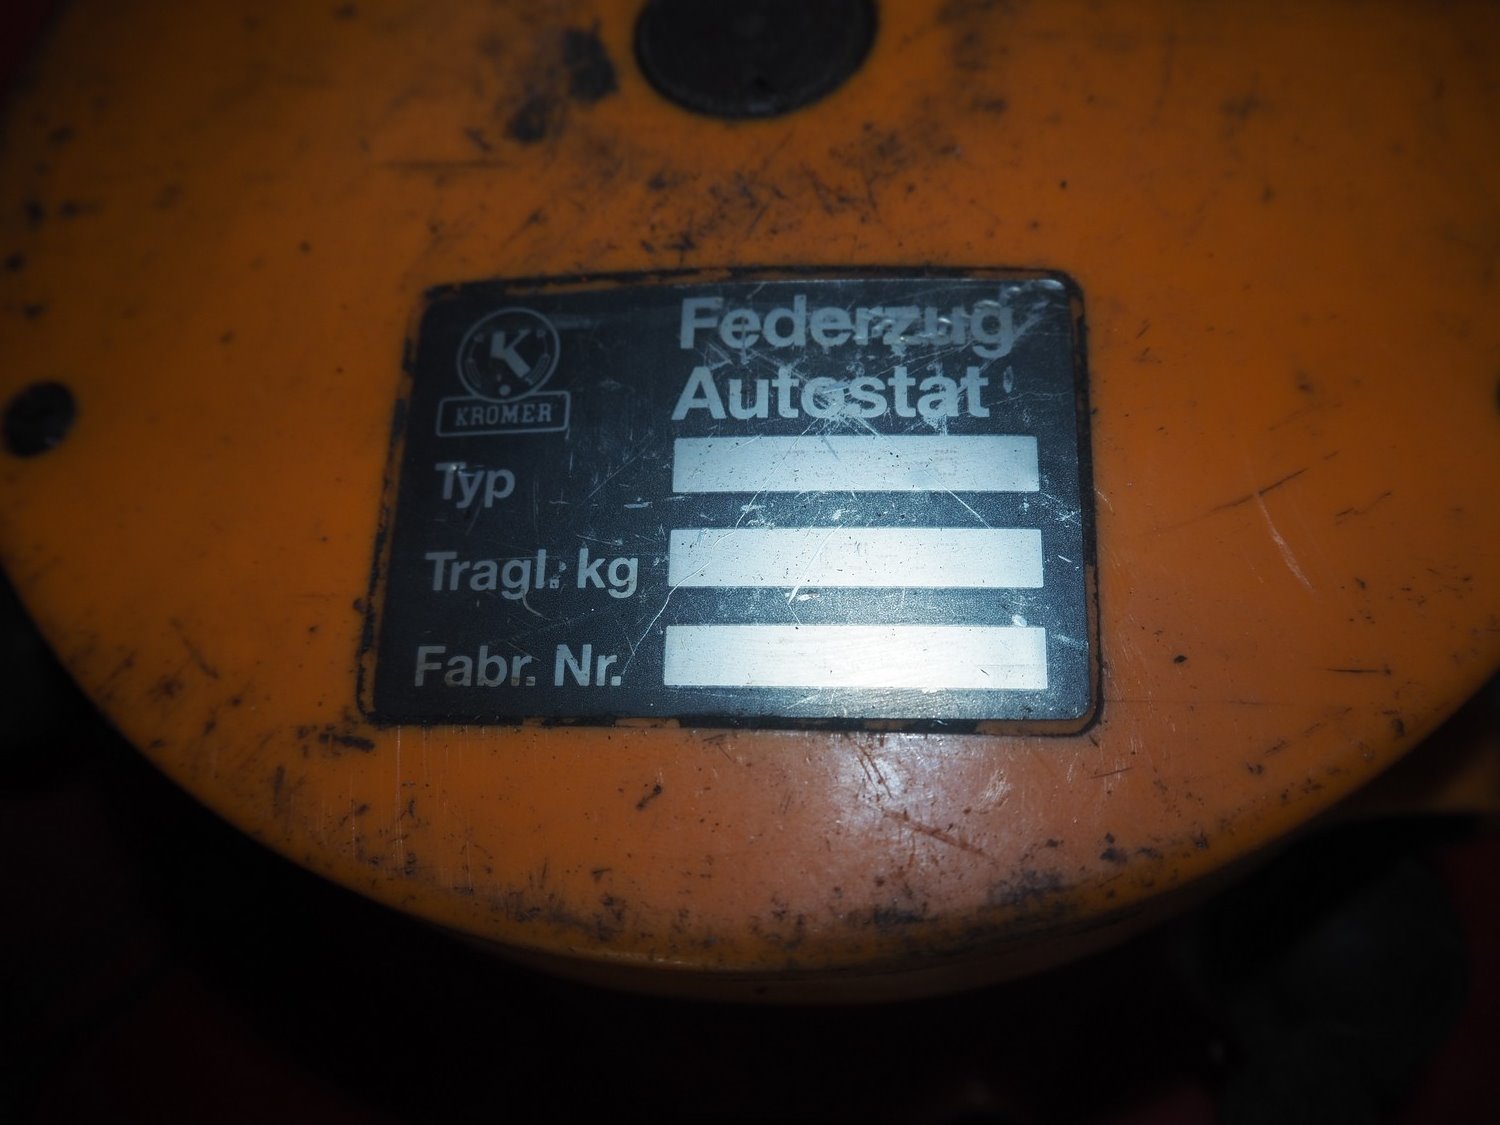 K
KROMER
Federzug
Autostat
Typ
Tragl. kg
Fabr. Nr.